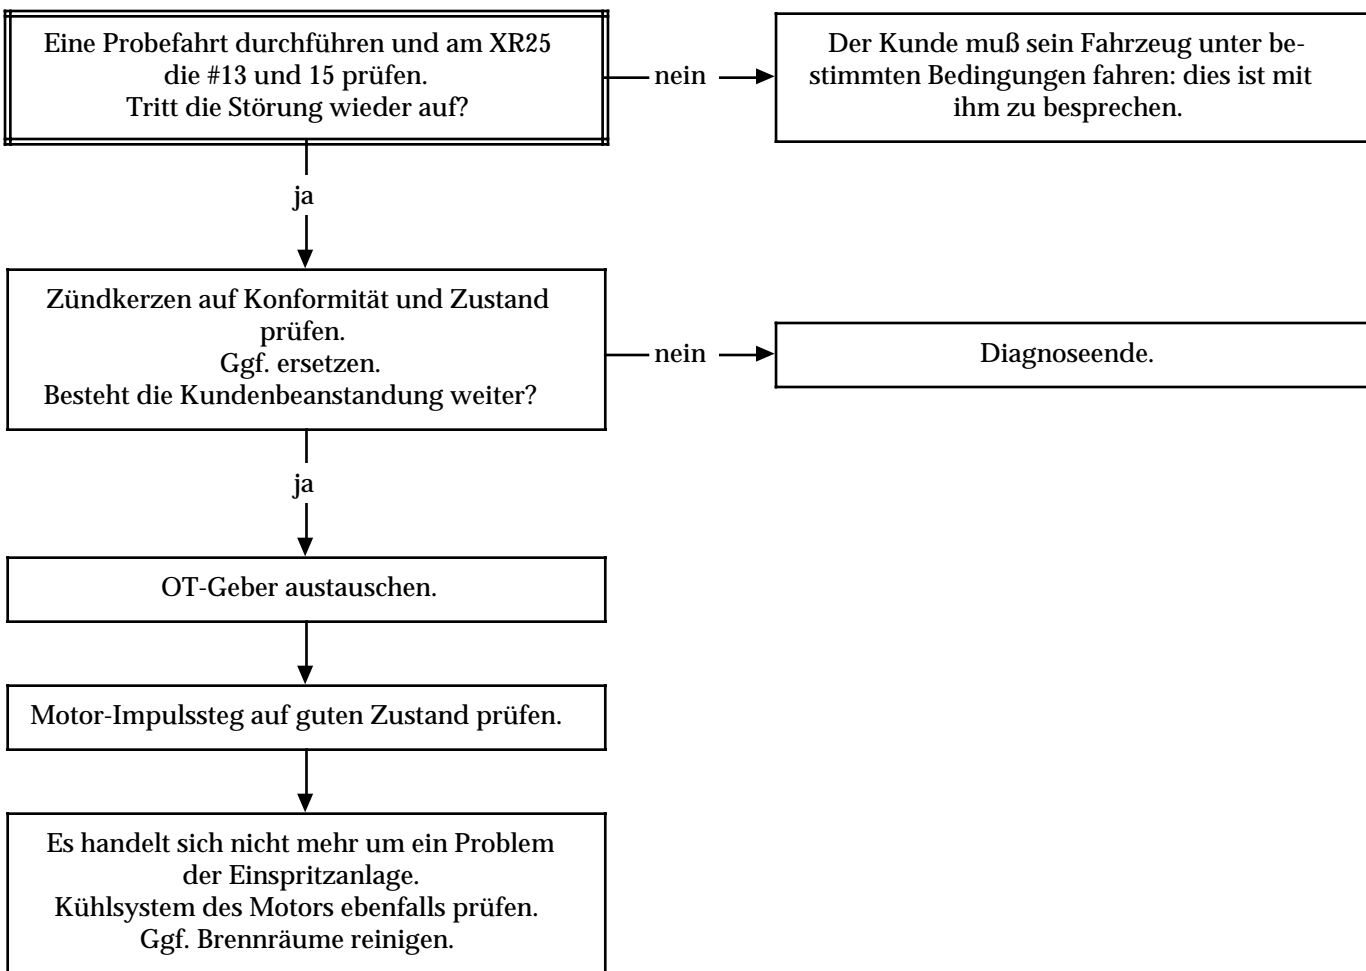 Eine Probefahrt durchführen und am XR25
die #13 und 15 prüfen.
Tritt die Störung wieder auf?
nein
Der Kunde muß sein Fahrzeug unter be-
stimmten Bedingungen fahren: dies ist mit
ihm zu besprechen.
ja
Zündkerzen auf Konformität und Zustand
prüfen.
Ggf. ersetzen.
Besteht die Kundenbeanstandung weiter?
nein
Diagnoseende.
ja
OT-Geber austauschen.
Motor-Impulssteg auf guten Zustand prüfen.
Es handelt sich nicht mehr um ein Problem
der Einspritzanlage.
Kühlsystem des Motors ebenfalls prüfen.
Ggf. Brennräume reinigen.